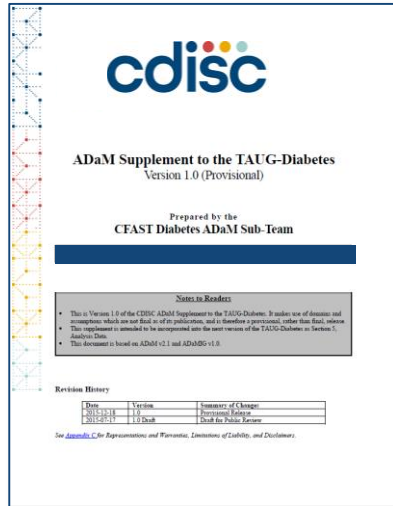 cdisc
ADaM Supplement to the TAUG-Diabetes
Version 1.0 (Provisional)
Prepared by the
CFAST Diabetes ADaM Sub-Team
Notes to Readers
• This is Version 1.0 of the CDISC ADaM Supplement to the TAUG-Diabetes. It makes use of domains and
assumptions which are not final as of its publication, and is therefore a provisional, rather than final, release.
• This supplement is intended to be incorporated into the next version of the TAUG-Diabetes as Section 5,
Analysis Data.
• This document is based on ADaM v2.1 and ADaMIG v1.0.
Revision History
Date Version Summary of Changes
2015-12-18 1.0 Provisional Release
2015-07-17 1.0 Draft Draft for Public Review
See Appendix C for Representations and Warranties, Limitations of Liability, and Disclaimers.